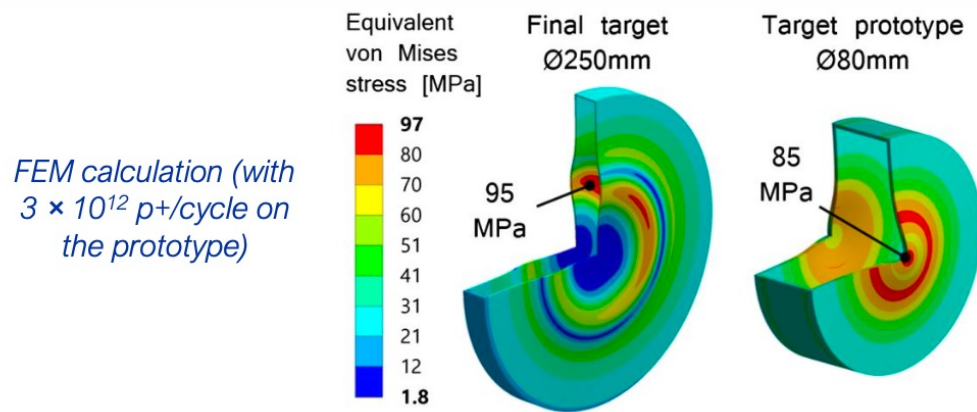 FEM calculation (with
3 × 10¹² p+/cycle on
the prototype)
Equivalent
von Mises
stress [MPa]
97
80
70
60
51
41
31
21
12
1.8
Final target
Ø250mm
95
MPa
Target prototype
Ø80mm
85
MPa